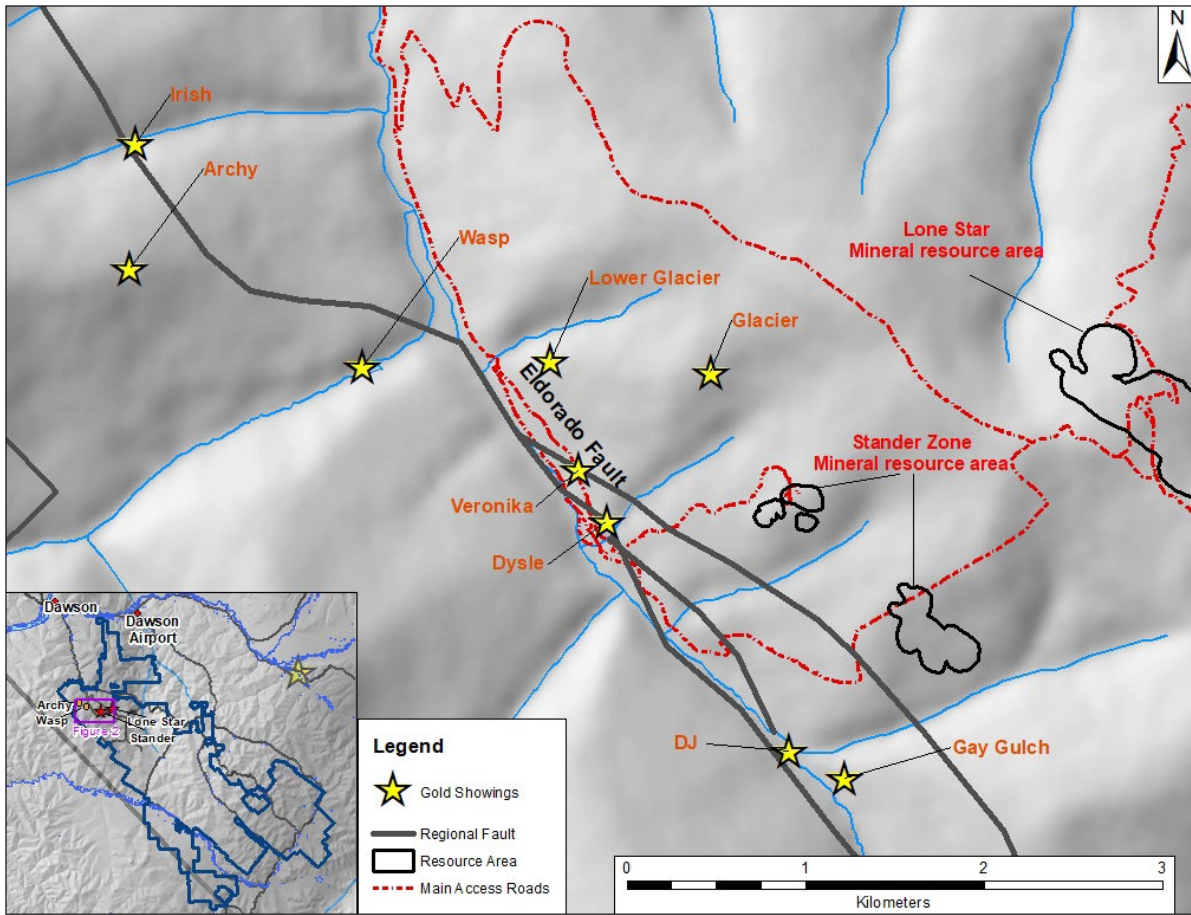 N
Irish
Archy
Wasp
Lone Star
Mineral resource area
Lower Glacier
Glacier
Eldorado Fault
Stander Zone
Mineral resource area
Veronika
Dysle
DJ
Gay Gulch
Dawson
Dawson
Airport
Archy
Wasp
Lone Star
Stander
Figure 2
Legend
Gold Showings
Regional Fault
Resource Area
Main Access Roads
0 1 2 3
Kilometers